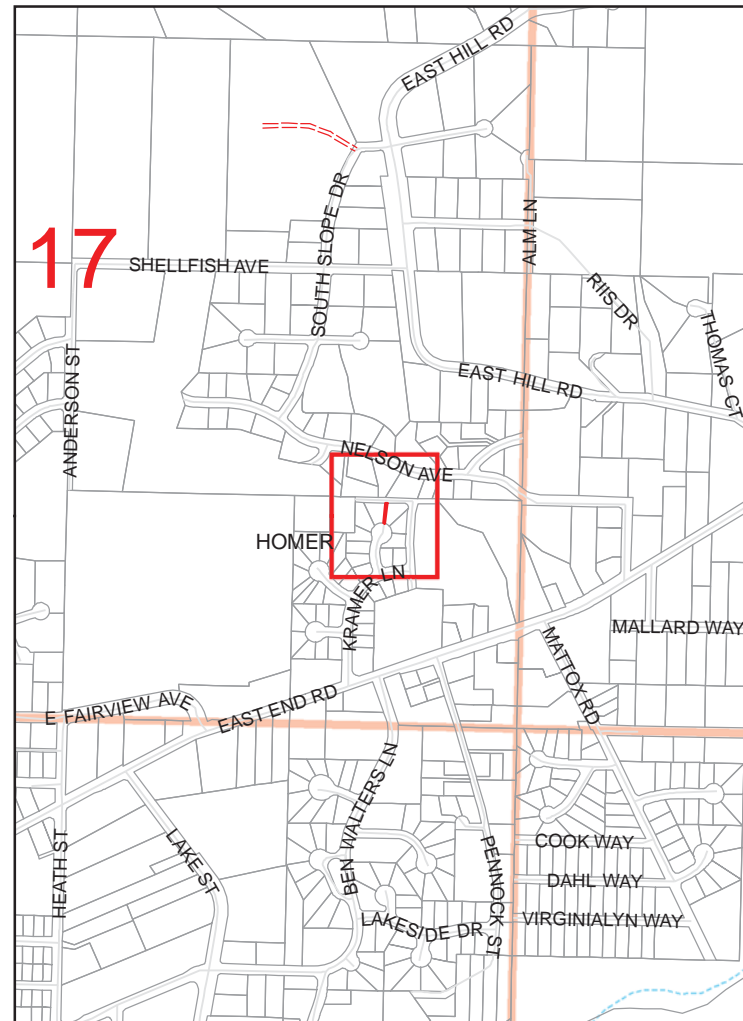 EAST HILL RD
SOUTH SLOPE DR
ALM LN
17
SHELLFISH AVE
RIIS DR
THOMAS CT
ANDERSON ST
EAST HILL RD
NELSON AVE
HOMER
KRAMER LN
MALLARD WAY
MATTOX RD
E FAIRVIEW AVE
EAST END RD
BEN WALTERS LN
HEATH ST
LAKE ST
PENNOCK ST
COOK WAY
DAHL WAY
LAKESIDE DR
VIRGINIALYN WAY